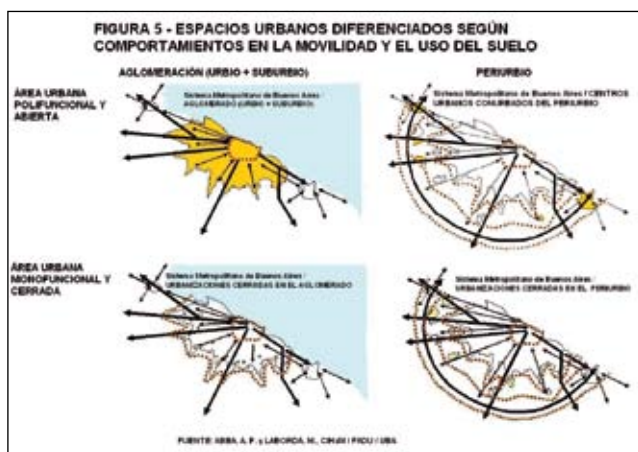 FIGURA 5 - ESPACIOS URBANOS DIFERENCIADOS SEGÚN
COMPORTAMIENTOS EN LA MOVILIDAD Y EL USO DEL SUELO
AGLOMERACIÓN (URBIO + SUBURBIO)
PERIURBIO
ÁREA URBANA
POLIFUNCIONAL Y
ABIERTA
Sistema Metropolitano de Buenos Aires /
AGLOMERADO (URBIO + SUBURBIO)
Sistema Metropolitano de Buenos Aires / CENTROS
URBANOS CONURBADOS DEL PERIURBIO
ÁREA URBANA
MONOFUNCIONAL Y
CERRADA
Sistema Metropolitano de Buenos Aires /
URBANIZACIONES CERRADAS EN EL AGLOMERADO
Sistema Metropolitano de Buenos Aires /
URBANIZACIONES CERRADAS EN EL PERIURBIO
FUENTE: ABBA, A. P. y LABORDA, M., CIHAM / FADU / UBA